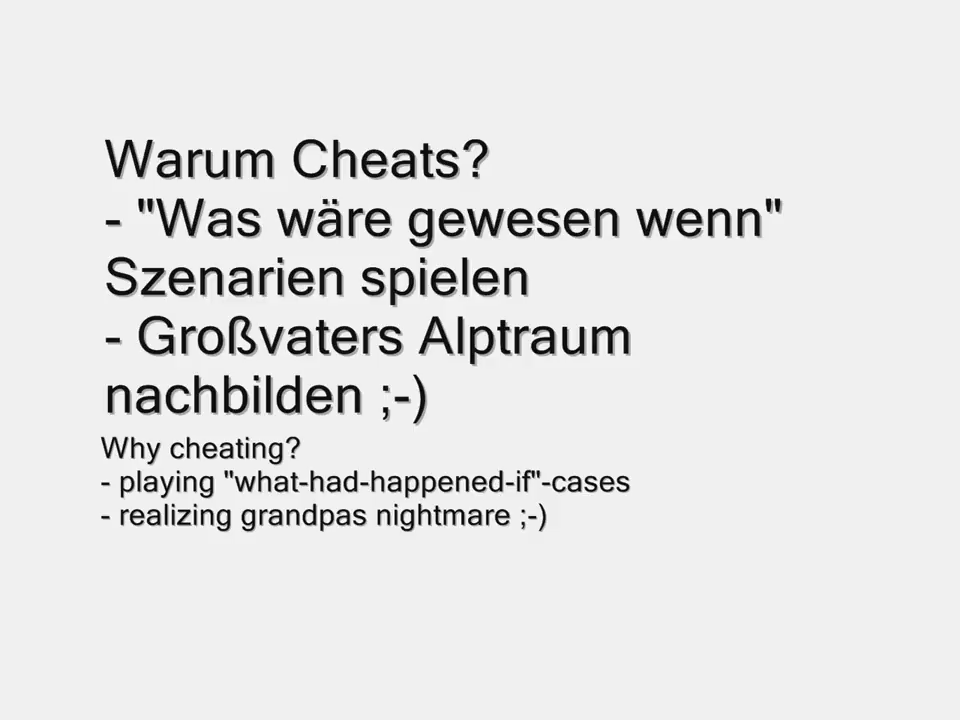 Warum Cheats?
- "Was wäre gewesen wenn"
Szenarien spielen
- Großvaters Alptraum
nachbilden ;-)
Why cheating?
- playing "what-had-happened-if"-cases
- realizing grandpas nightmare ;-)